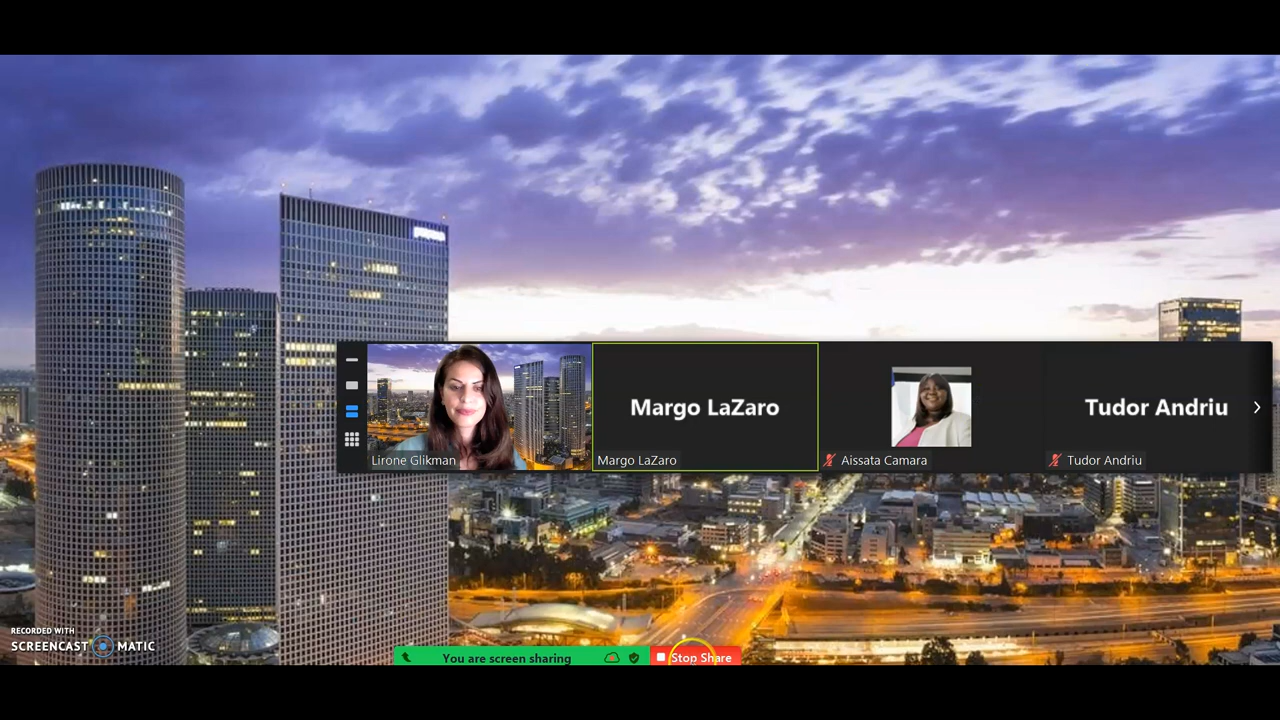 Margo LaZaro
Tudor Andriu
Lirone Glikman
Margo LaZaro
Aissata Camara
Tudor Andriu
RECORDED WITH
SCREENCAST MATIC
You are screen sharing
Stop Share